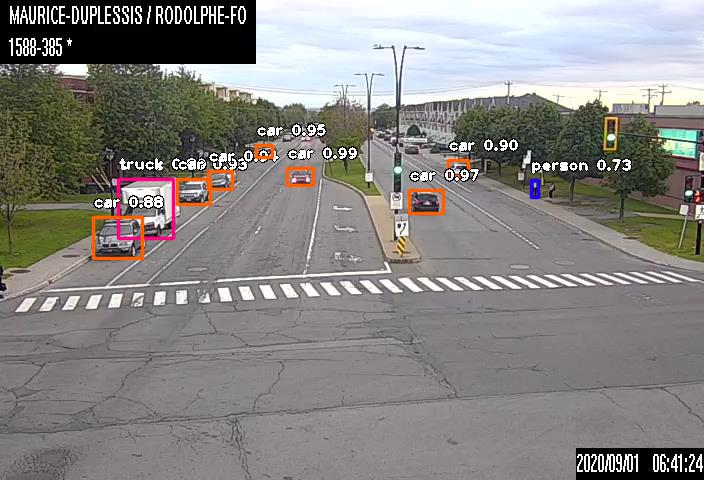 MAURICE-DUPLESSIS / RODOLPHE-FO
1588-385 *
car 0.95
car 0.99
car 0.90
truck
person 0.73
car 0.97
car 0.88
2020/09/01 06:41:24